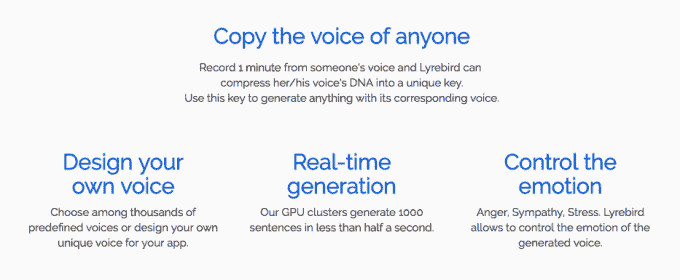 Copy the voice of anyone
Record 1 minute from someone's voice and Lyrebird can
compress her/his voice's DNA into a unique key.
Use this key to generate anything with its corresponding voice.
Design your
own voice
Choose among thousands of
predefined voices or design your own
unique voice for your app.
Real-time
generation
Our GPU clusters generate 1000
sentences in less than half a second.
Control the
emotion
Anger, Sympathy, Stress. Lyrebird
allows to control the emotion of the
generated voice.